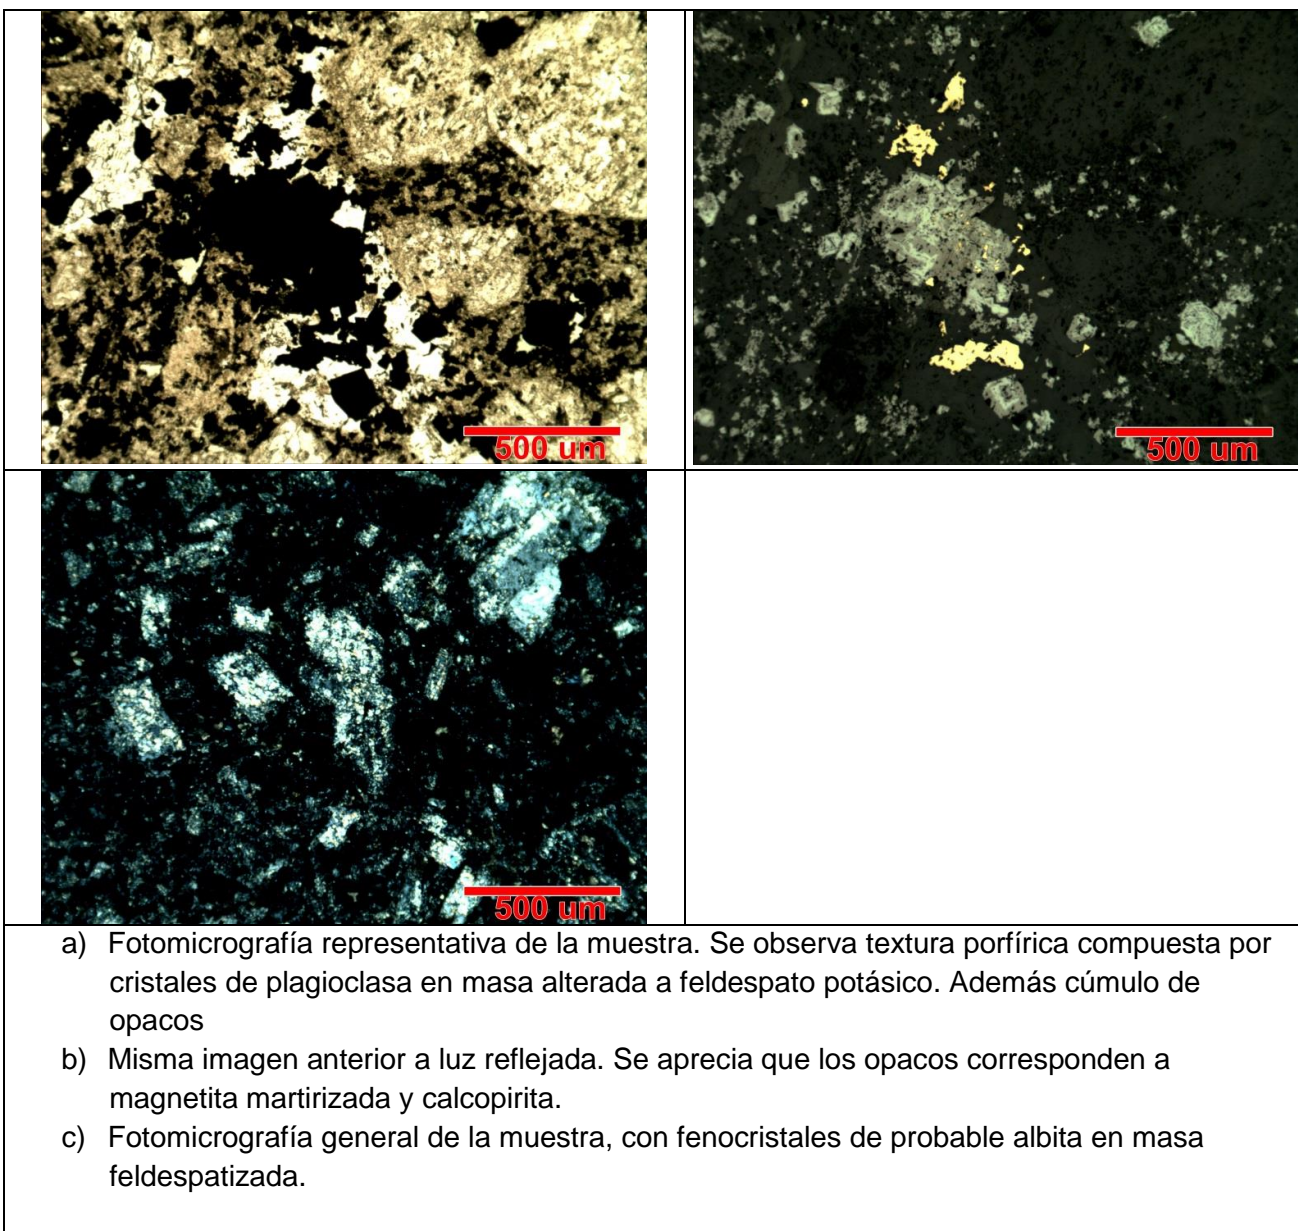 500 um
500 um
500 um
a) Fotomicrografía representativa de la muestra. Se observa textura porfírica compuesta por
cristales de plagioclasa en masa alterada a feldespato potásico. Además cúmulo de
opacos
b) Misma imagen anterior a luz reflejada. Se aprecia que los opacos corresponden a
magnetita martirizada y calcopirita.
c) Fotomicrografía general de la muestra, con fenocristales de probable albita en masa
feldespatizada.